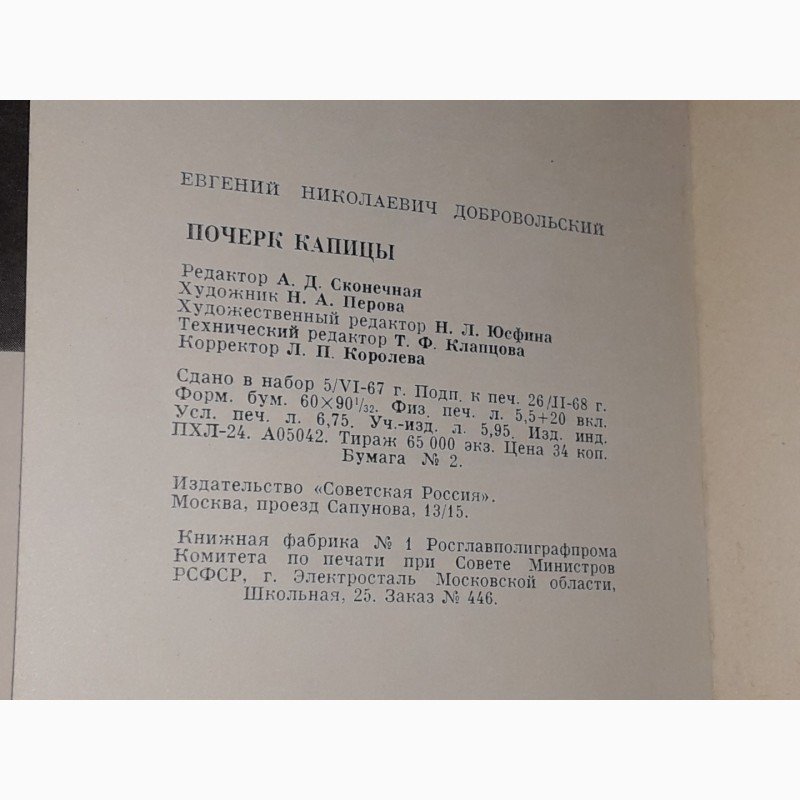 ЕВГЕНИЙ НИКОЛАЕВИЧ ДОБРОВОЛЬСКИЙ
ПОЧЕРК КАПИЦЫ
Редактор А. Д. Сконечная
Художник Н. А. Перова
Художественный редактор Н. Л. Юсфина
Технический редактор Т. Ф. Клапцова
Корректор Л. П. Королева
Сдано в набор 5/VI-67 г. Подп. к печ. 26/II-68 г.
Форм. бум. 60×90¹/₃₂. Физ. печ. л. 5,5+20 вкл.
Усл. печ. л. 6,75. Уч.-изд. л. 5,95. Изд. инд.
ПХЛ-24. А05042. Тираж 65 000 экз. Цена 34 коп.
Бумага № 2.
Издательство «Советская Россия».
Москва, проезд Сапунова, 13/15.
Книжная фабрика № 1 Росглавполиграфпрома
Комитета по печати при Совете Министров
РСФСР, г. Электросталь Московской области,
Школьная, 25. Заказ № 446.